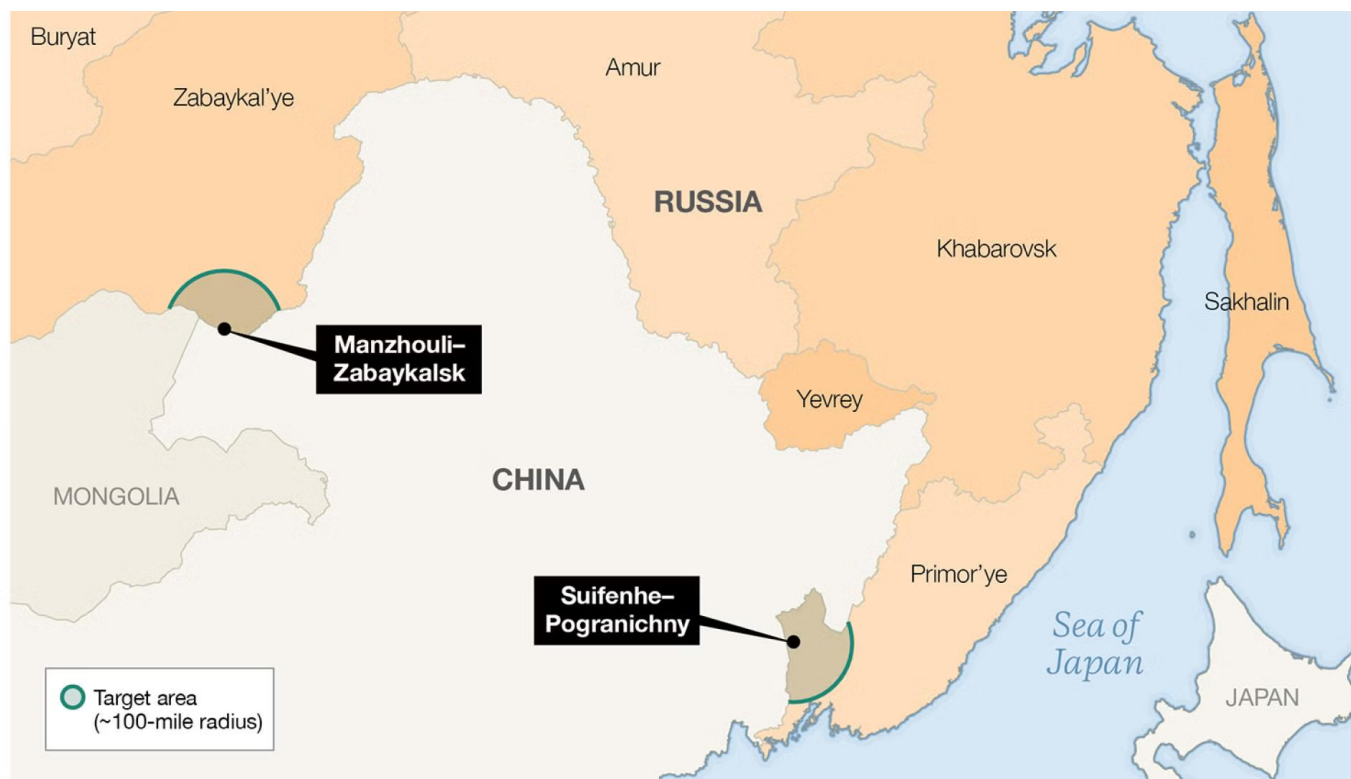 Buryat
Amur
Zabaykal'ye
RUSSIA
Khabarovsk
Sakhalin
Manzhouli–
Zabaykalsk
Yevrey
CHINA
MONGOLIA
Primor'ye
Suifenhe–
Pogranichny
Sea of
Japan
Target area
(~100-mile radius)
JAPAN